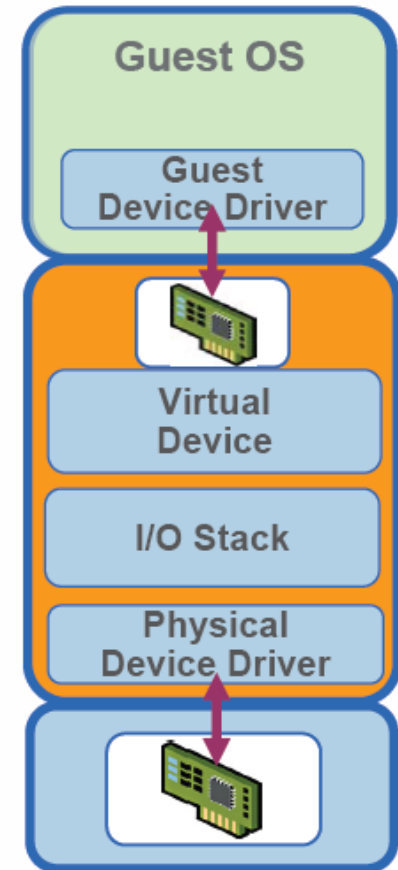 Guest OS
Guest
Device Driver
Virtual
Device
I/O Stack
Physical
Device Driver